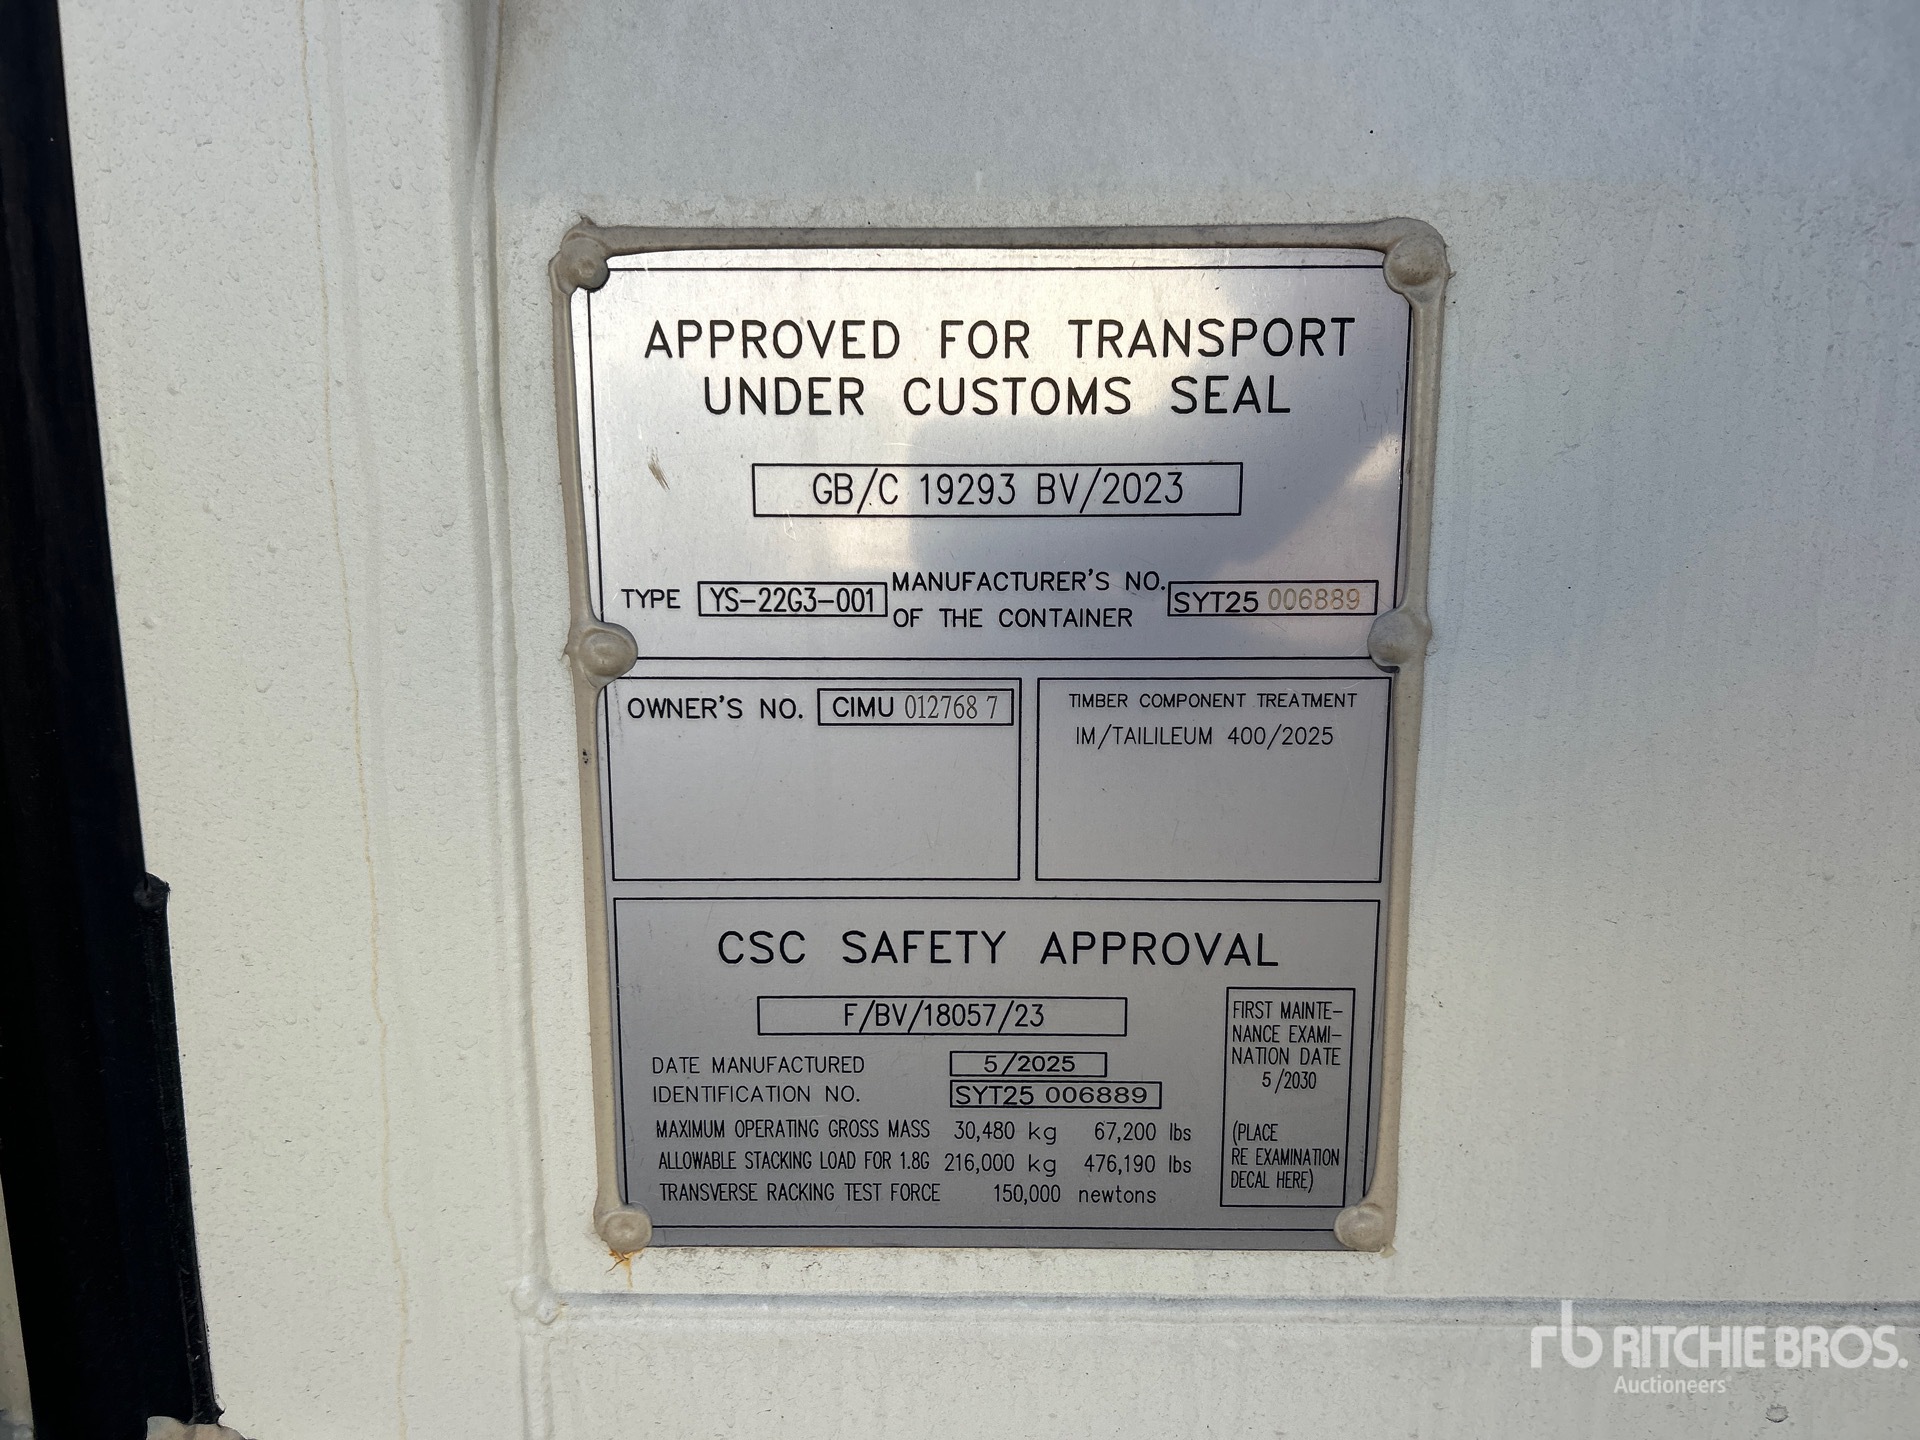 APPROVED FOR TRANSPORT
UNDER CUSTOMS SEAL
GB/C 19293 BV/2023
TYPE YS-22G3-001 MANUFACTURER'S NO. OF THE CONTAINER SYT25 006889
OWNER'S NO. CIMU 012768 7
TIMBER COMPONENT TREATMENT
IM/TAILILEUM 400/2025
CSC SAFETY APPROVAL
F/BV/18057/23
DATE MANUFACTURED 5/2025
IDENTIFICATION NO. SYT25 006889
MAXIMUM OPERATING GROSS MASS 30,480 kg 67,200 lbs
ALLOWABLE STACKING LOAD FOR 1.8G 216,000 kg 476,190 lbs
TRANSVERSE RACKING TEST FORCE 150,000 newtons
FIRST MAINTE-
NANCE EXAMI-
NATION DATE
5/2030
(PLACE
RE EXAMINATION
DECAL HERE)
rb RITCHIE BROS.
Auctioneers